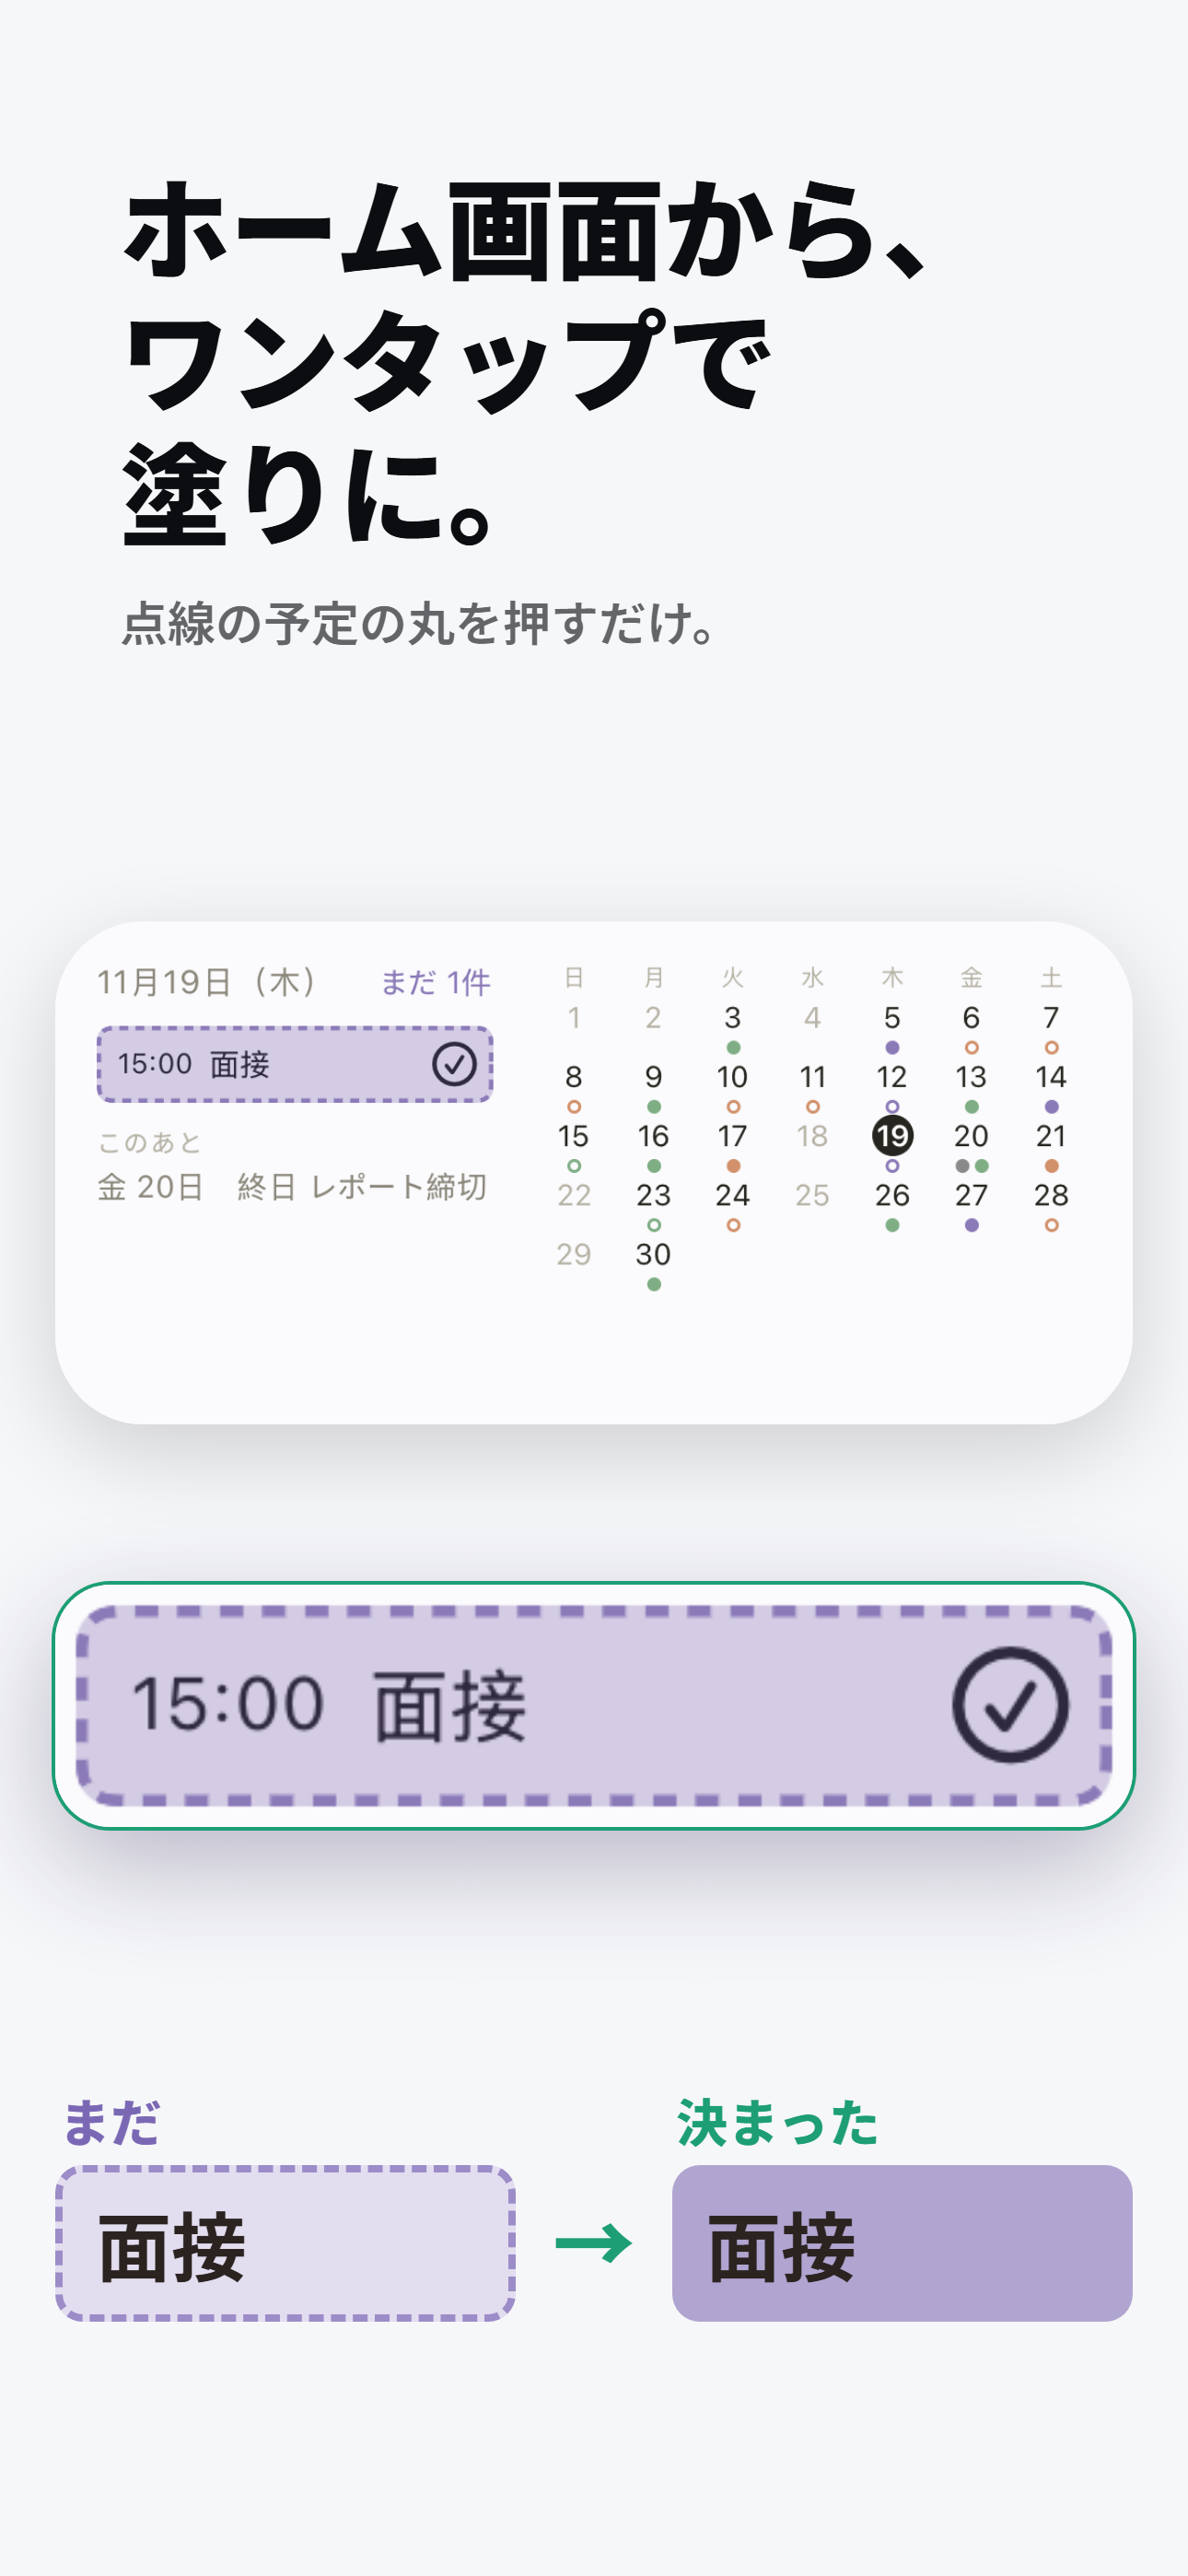 ホーム画面から、
ワンタップで
塗りに。
点線の予定の丸を押すだけ。
11月19日（木） まだ 1件
15:00 面接
このあと
金 20日 終日 レポート締切
日 月 火 水 木 金 土
1 2 3 4 5 6 7
8 9 10 11 12 13 14
15 16 17 18 19 20 21
22 23 24 25 26 27 28
29 30
15:00 面接
まだ 決まった
面接 → 面接